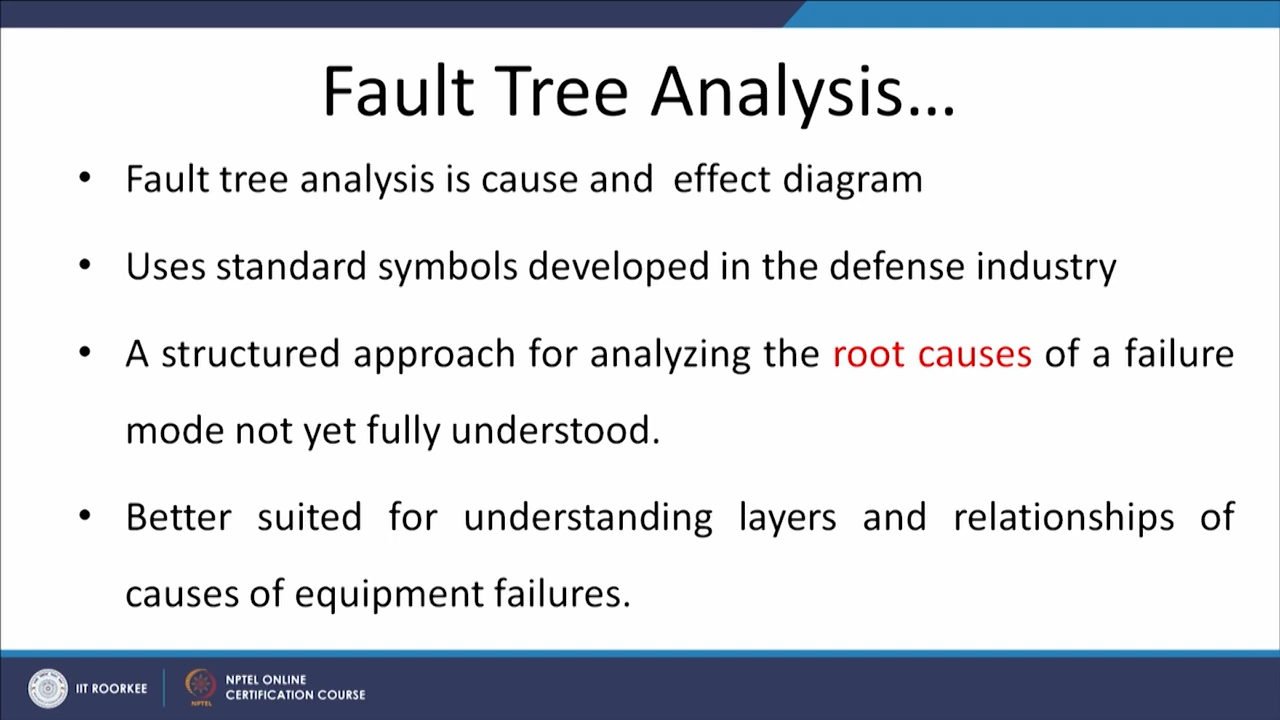 Fault Tree Analysis...
• Fault tree analysis is cause and effect diagram
• Uses standard symbols developed in the defense industry
• A structured approach for analyzing the root causes of a failure
mode not yet fully understood.
• Better suited for understanding layers and relationships of
causes of equipment failures.
IIT ROORKEE
NPTEL
NPTEL ONLINE
CERTIFICATION COURSE